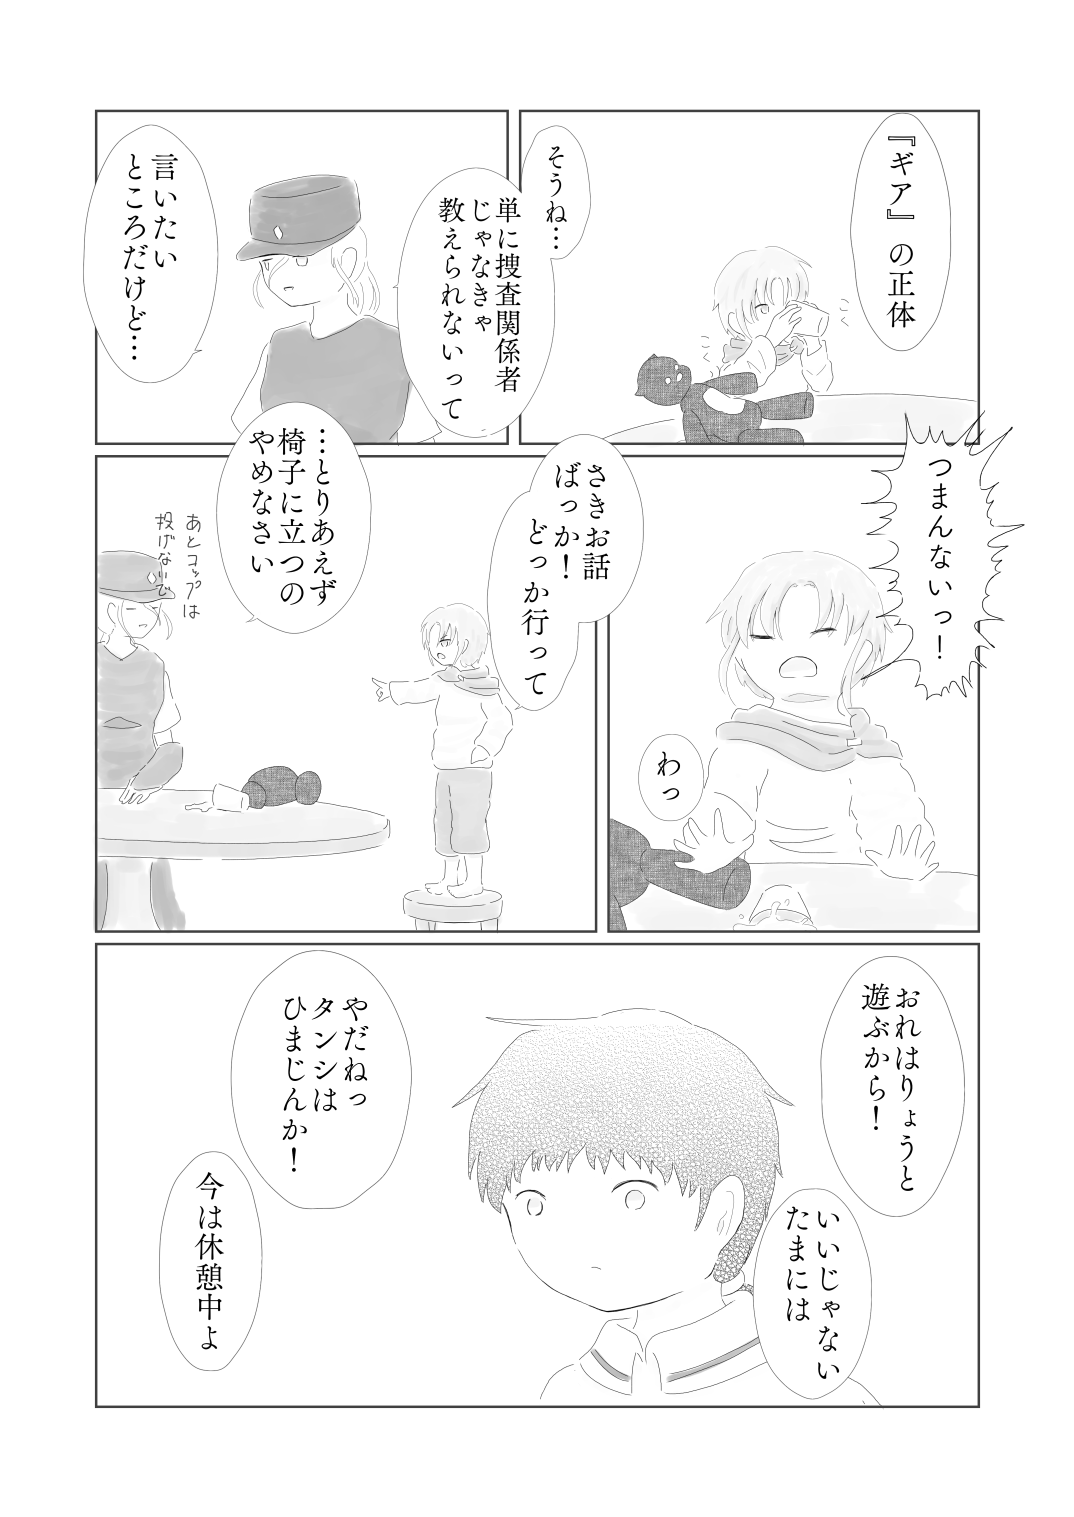 『ギア』の正体
そうね…
単に捜査関係者
じゃなきゃ
教えられないって
言いたい
ところだけど…
つまんないっ！
わっ
さきお話
ばっか！
どっか行って
…とりあえず
椅子に立つの
やめなさい
あとコップは
投げないで
おれはりょうと
遊ぶから！
いいじゃない
たまには
やだねっ
タンシは
ひまじんか！
今は休憩中よ